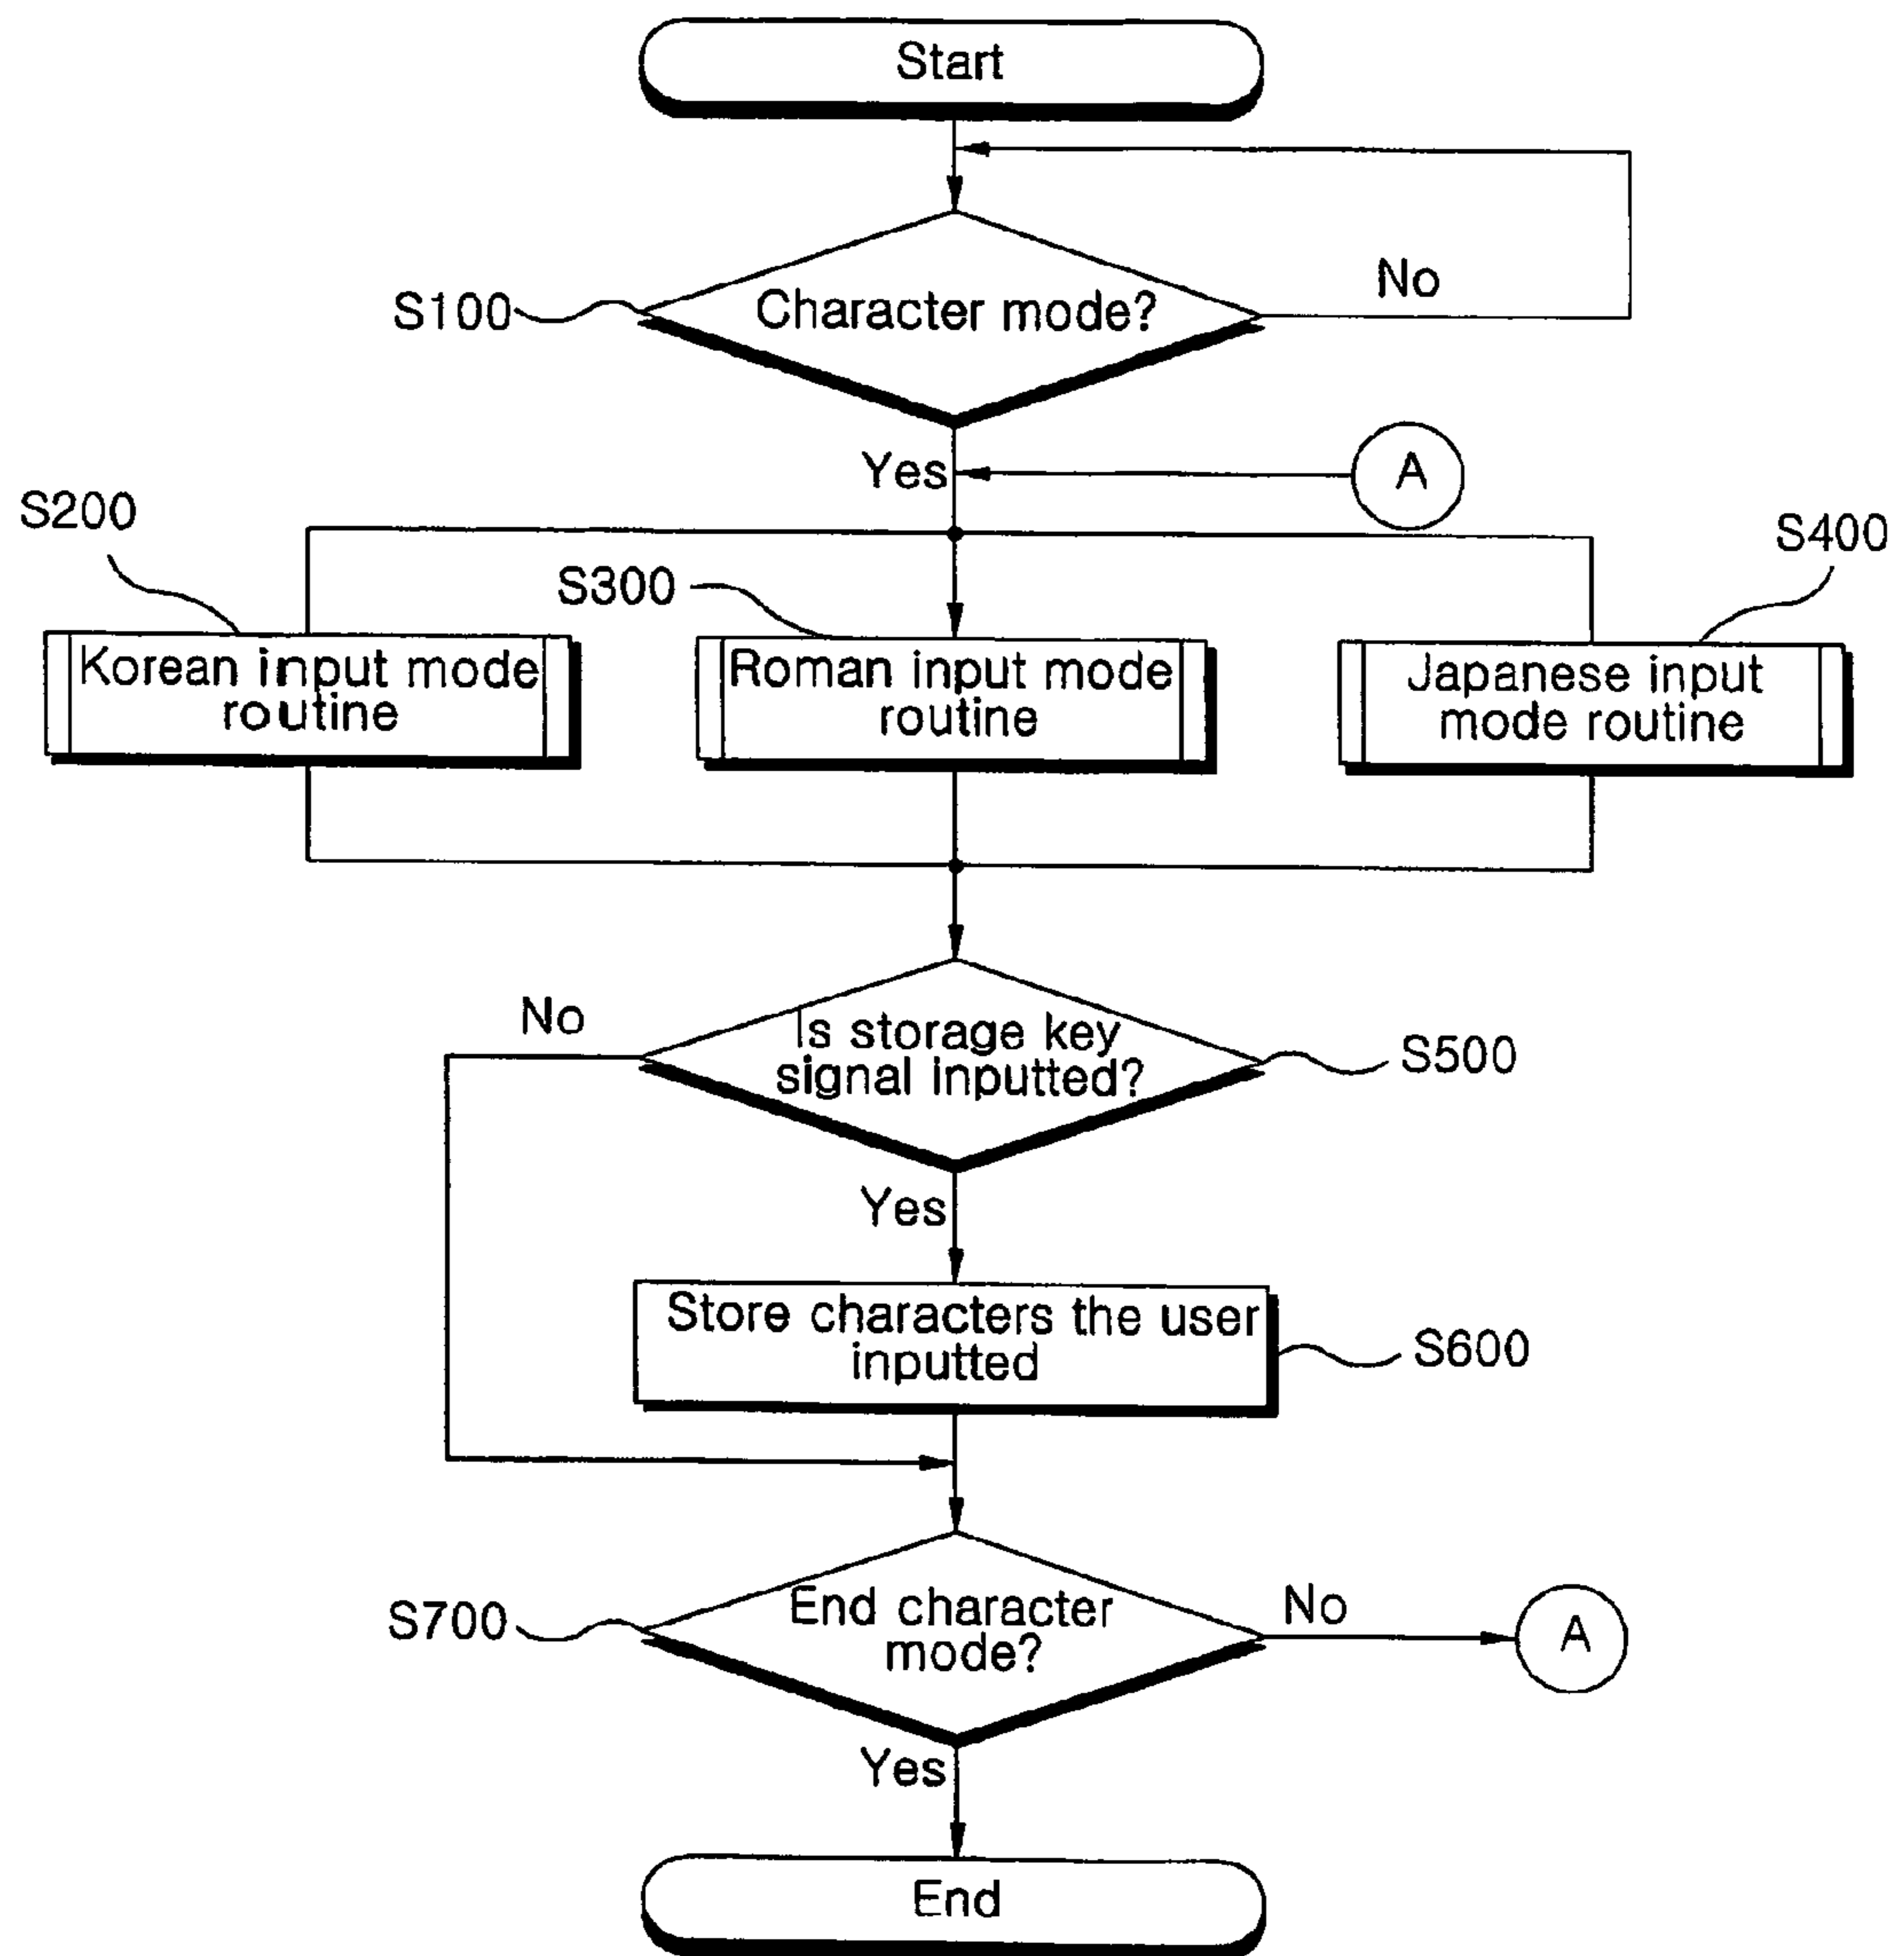 Start
No
S100
Character mode?
Yes
A
S200
S400
S300
Korean input mode
routine
Roman input mode
routine
Japanese input
mode routine
No
Is storage key
signal inputted?
S500
Yes
Store characters the user
inputted
S600
S700
End character
mode?
No
A
Yes
End